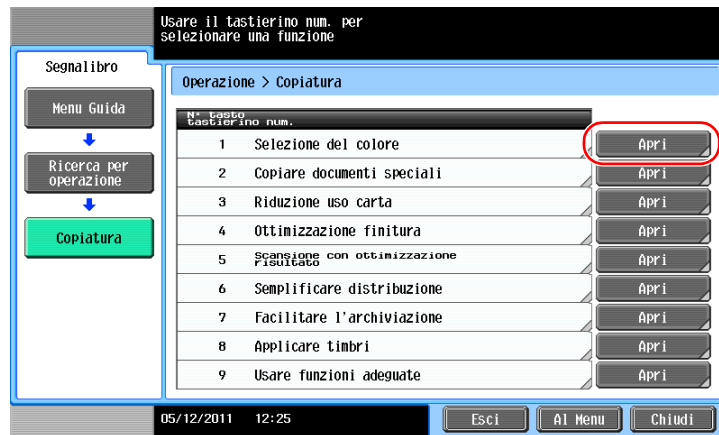 Usare il tastierino num. per
selezionare una funzione
Segnalibro
Menu Guida
Ricerca per
operazione
Copiatura
Operazione > Copiatura
N° tasto
tastierino num.
1 Selezione del colore Apri
2 Copiare documenti speciali Apri
3 Riduzione uso carta Apri
4 Ottimizzazione finitura Apri
5 Scansione con ottimizzazione
risultato Apri
6 Semplificare distribuzione Apri
7 Facilitare l'archiviazione Apri
8 Applicare timbri Apri
9 Usare funzioni adeguate Apri
05/12/2011 12:25 Esci Al Menu Chiudi